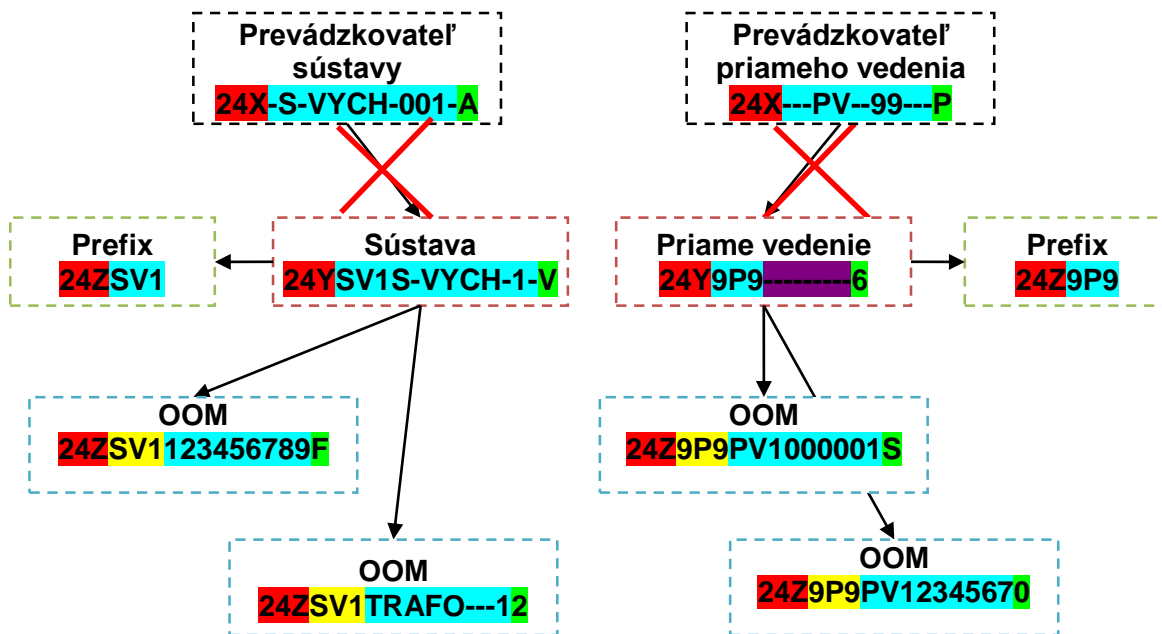 Prevádzkovateľ
sústavy
24X-S-VYCH-001-A
Prevádzkovateľ
priameho vedenia
24X---PV--99---P
Prefix
24ZSV1
Sústava
24YSV1S-VYCH-1-V
Priame vedenie
24Y9P9---------6
Prefix
24Z9P9
OOM
24ZSV1123456789F
OOM
24Z9P9PV1000001S
OOM
24ZSV1TRAFO---12
OOM
24Z9P9PV12345670